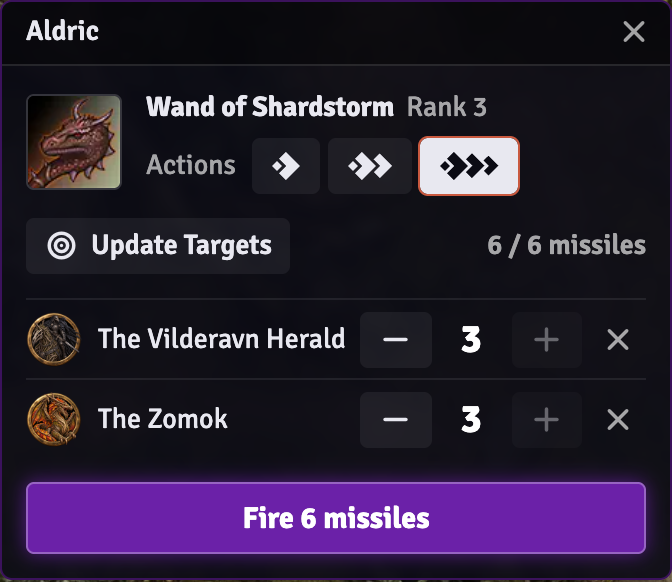 Aldric
Wand of Shardstorm Rank 3
Actions
Update Targets 6 / 6 missiles
The Vilderavn Herald 3
The Zomok 3
Fire 6 missiles